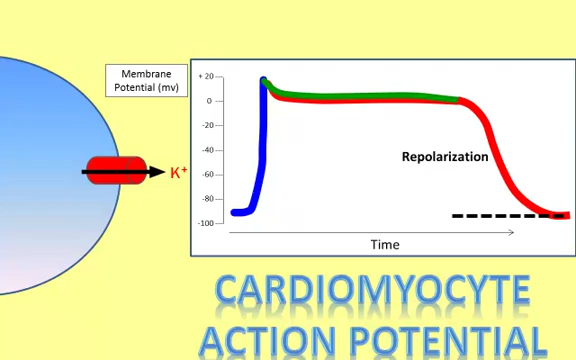 Membrane
Potential (mv)
+ 20
0
-20
-40
-60
-80
-100
Repolarization
K+
Time
CARDIOMYOCYTE
ACTION POTENTIAL